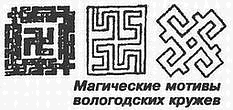 Магические мотивы
вологодских кружев